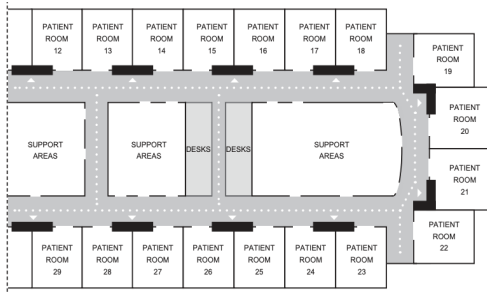 PATIENT
ROOM
12
PATIENT
ROOM
13
PATIENT
ROOM
14
PATIENT
ROOM
15
PATIENT
ROOM
16
PATIENT
ROOM
17
PATIENT
ROOM
18
PATIENT
ROOM
19
PATIENT
ROOM
20
SUPPORT
AREAS
SUPPORT
AREAS
DESKS
DESKS
SUPPORT
AREAS
PATIENT
ROOM
21
PATIENT
ROOM
22
PATIENT
ROOM
29
PATIENT
ROOM
28
PATIENT
ROOM
27
PATIENT
ROOM
26
PATIENT
ROOM
25
PATIENT
ROOM
24
PATIENT
ROOM
23